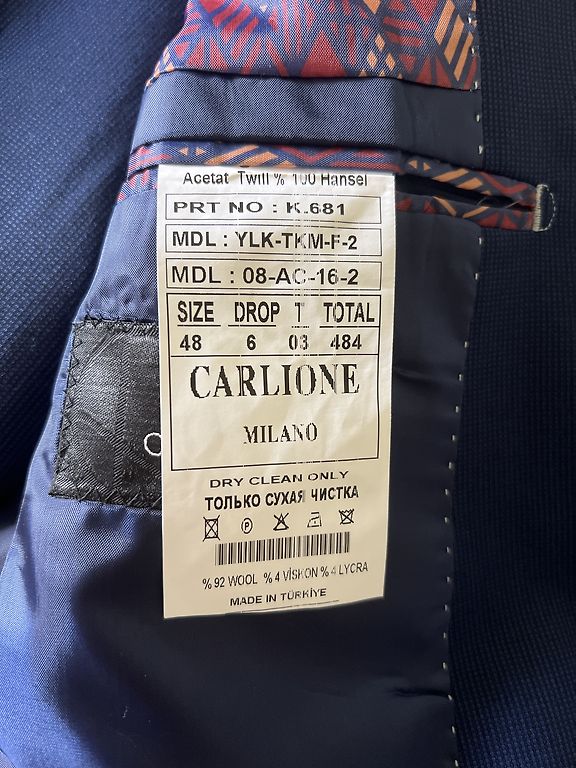 Acetat Twill % 100 Hansel
PRT NO : K.681
MDL : YLK-TKM-F-2
MDL : 08-AC-16-2
SIZE DROP T TOTAL
48 6 03 484
CARLIONE
MILANO
DRY CLEAN ONLY
ТОЛЬКО СУХАЯ ЧИСТКА
P
%92 WOOL %4 VİSKON %4 LYCRA
MADE IN TÜRKİYE